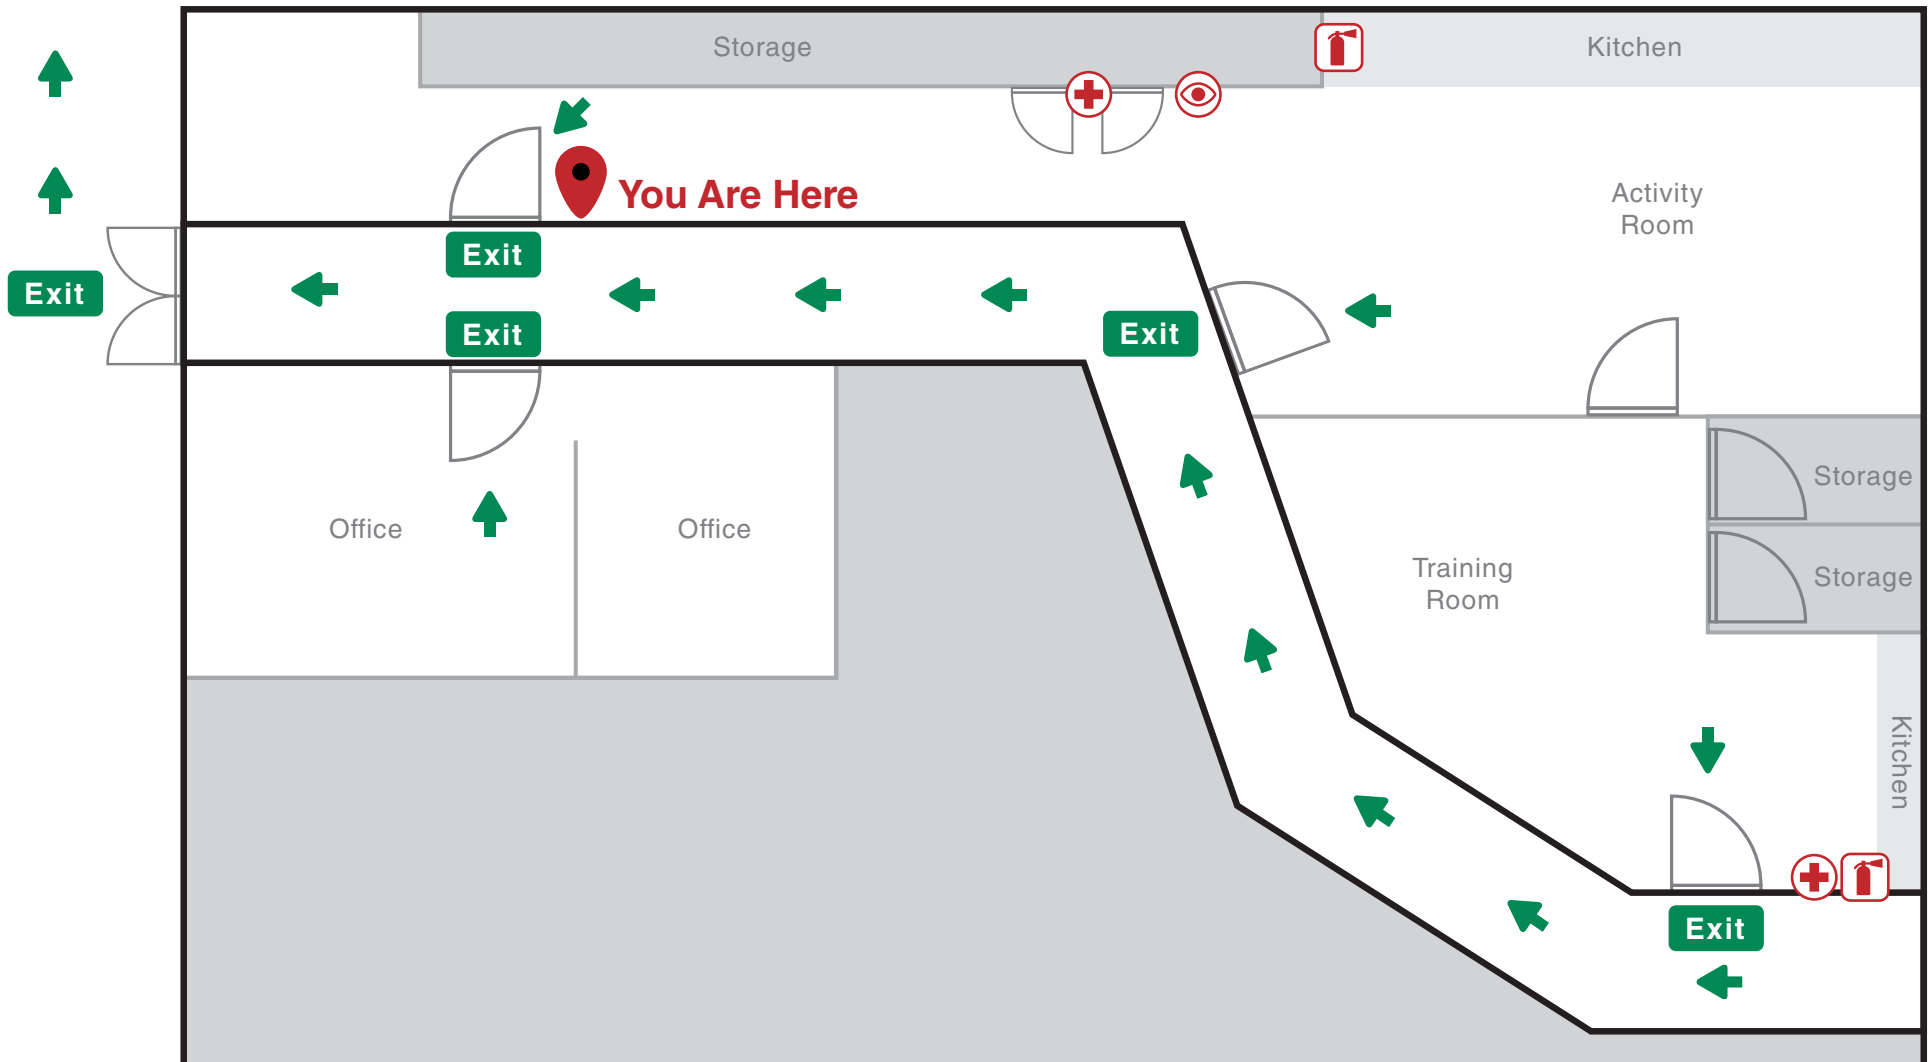 Storage
Kitchen
Activity
Room
You Are Here
Exit
Exit
Exit
Exit
Storage
Office
Office
Training
Room
Storage
Kitchen
Exit